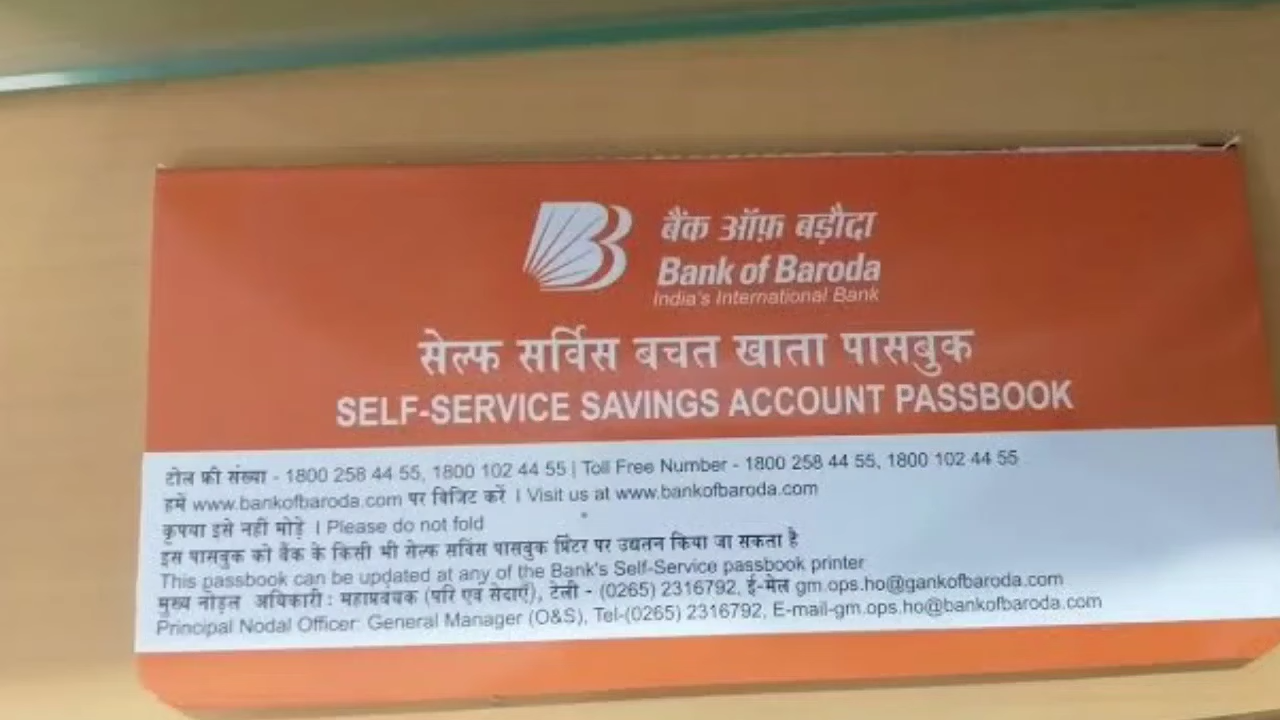 बैंक ऑफ़ बड़ौदा
Bank of Baroda
India's International Bank
सेल्फ सर्विस बचत खाता पासबुक
SELF-SERVICE SAVINGS ACCOUNT PASSBOOK
टोल फ्री संख्या - 1800 258 44 55, 1800 102 44 55 | Toll Free Number - 1800 258 44 55, 1800 102 44 55
हमें www.bankofbaroda.com पर विजिट करें । Visit us at www.bankofbaroda.com
कृपया इसे नहीं मोड़ें । Please do not fold
इस पासबुक को बैंक के किसी भी सेल्फ सर्विस पासबुक प्रिंटर पर उद्यतन किया जा सकता है
This passbook can be updated at any of the Bank's Self-Service passbook printer
मुख्य नोडल अधिकारी : महाप्रबंधक (परि एवं सेवाएँ), टेली - (0265) 2316792, ई-मेल gm.ops.ho@gankofbaroda.com
Principal Nodal Officer: General Manager (O&S), Tel-(0265) 2316792, E-mail-gm.ops.ho@bankofbaroda.com